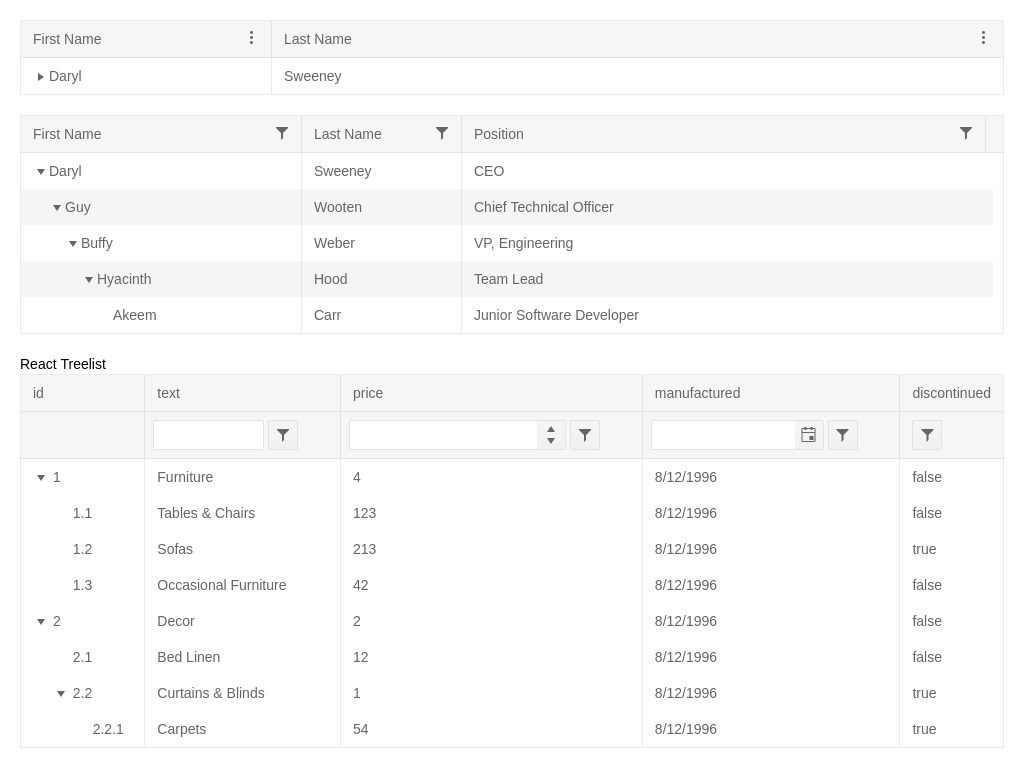 First Name Last Name
Daryl Sweeney
First Name Last Name Position
Daryl Sweeney CEO
Guy Wooten Chief Technical Officer
Buffy Weber VP, Engineering
Hyacinth Hood Team Lead
Akeem Carr Junior Software Developer
React Treelist
id text price manufactured discontinued
1 Furniture 4 8/12/1996 false
1.1 Tables & Chairs 123 8/12/1996 false
1.2 Sofas 213 8/12/1996 true
1.3 Occasional Furniture 42 8/12/1996 false
2 Decor 2 8/12/1996 false
2.1 Bed Linen 12 8/12/1996 false
2.2 Curtains & Blinds 1 8/12/1996 true
2.2.1 Carpets 54 8/12/1996 true